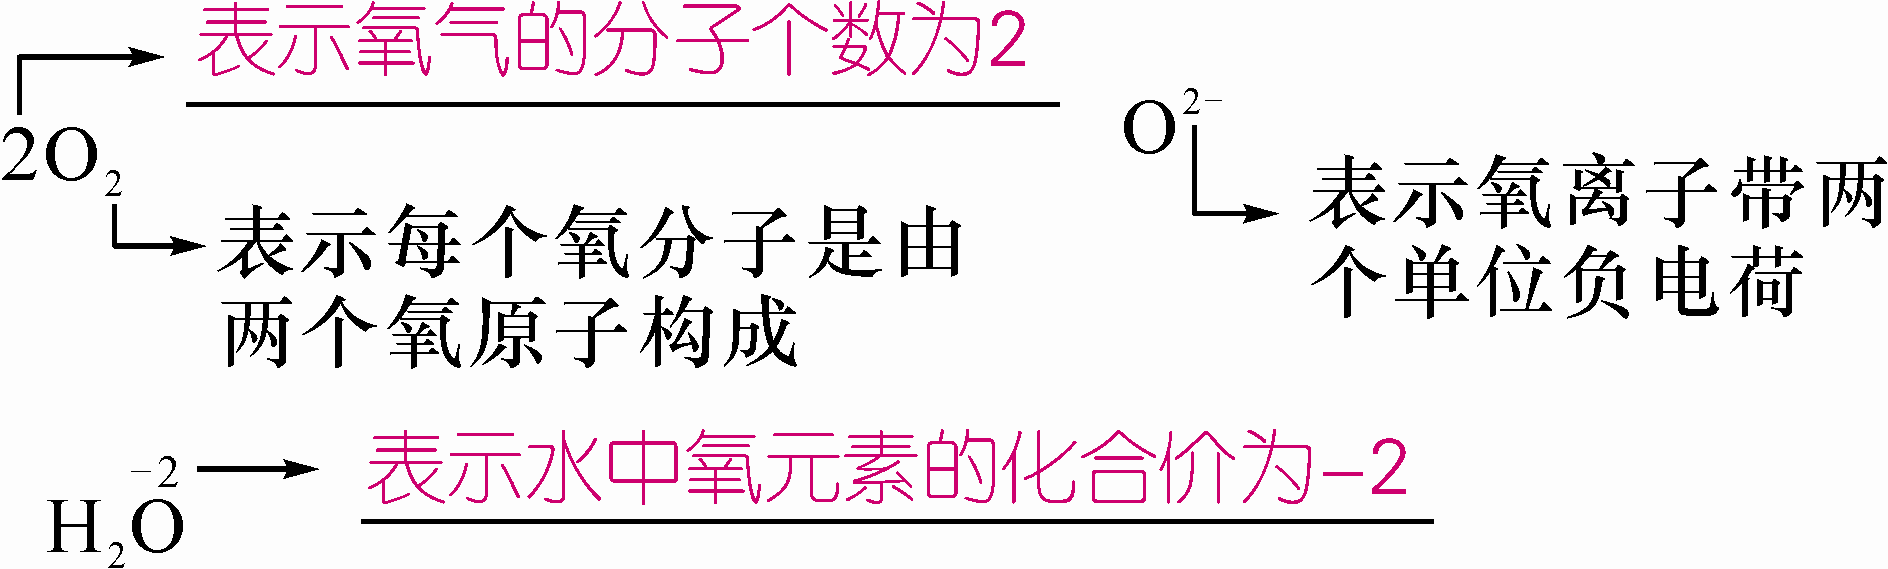 表示氧气的分子个数为2
2O₂
表示每个氧分子是由
两个氧原子构成
O²⁻
表示氧离子带两
个单位负电荷
−2
H₂O
表示水中氧元素的化合价为−2